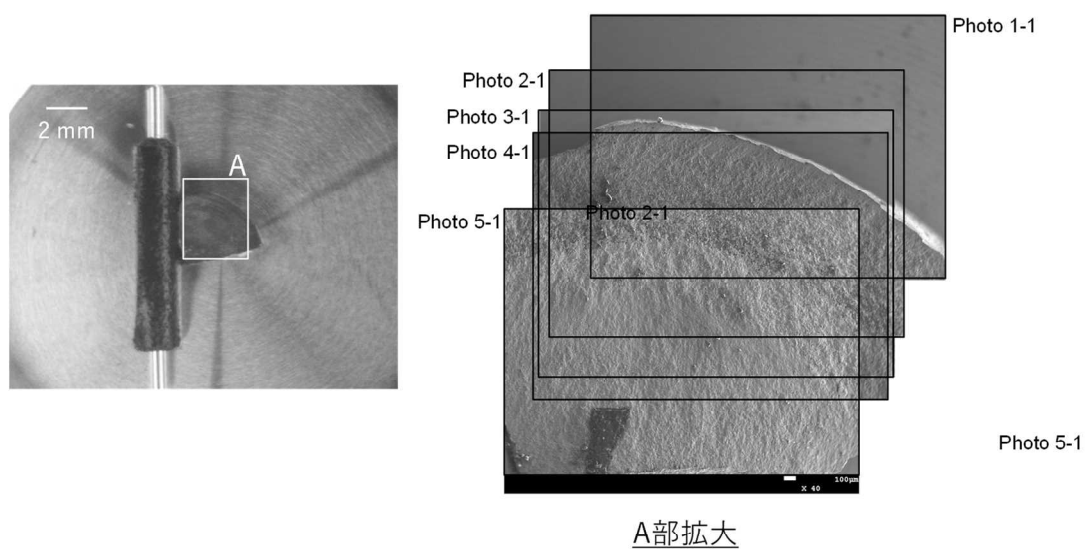 2 mm
A
Photo 1-1
Photo 2-1
Photo 3-1
Photo 4-1
Photo 5-1
Photo 2-1
Photo 5-1
100µm
X 40
A部拡大